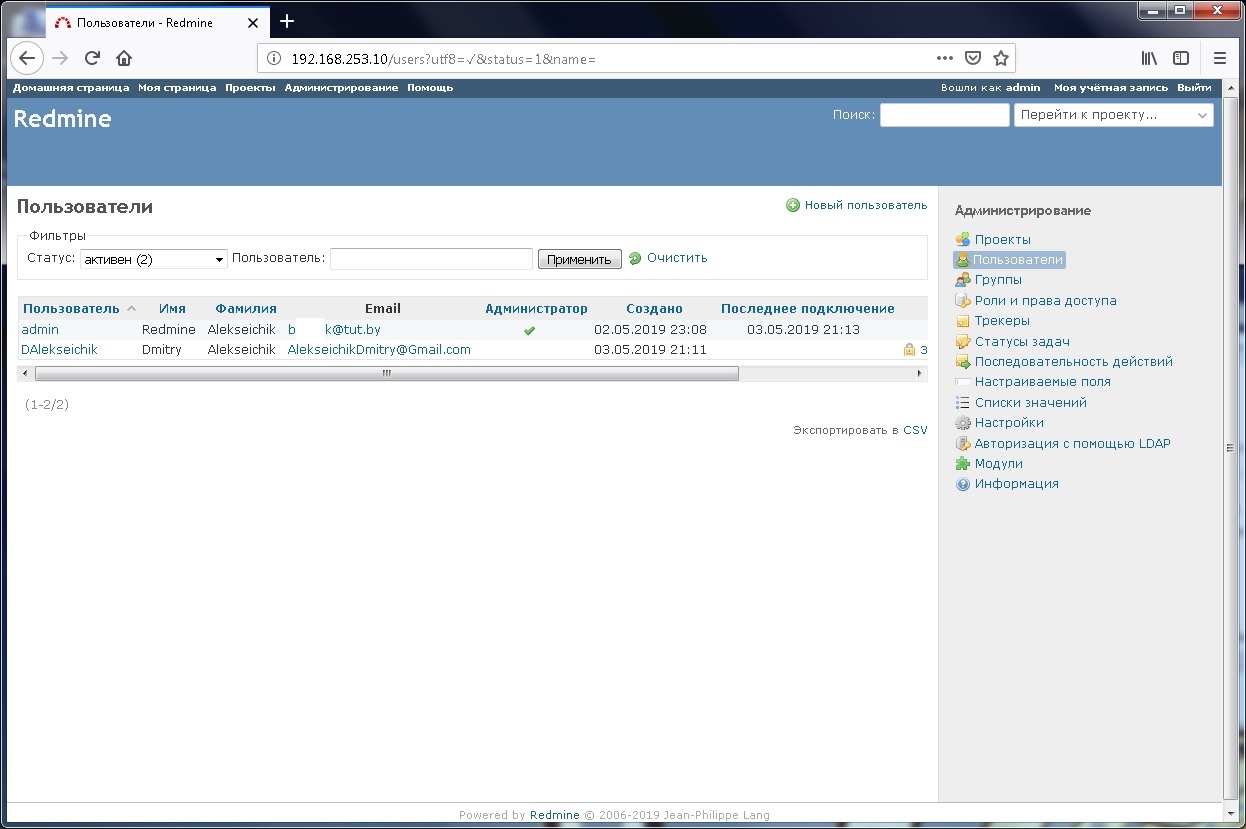 Пользователи - Redmine
192.168.253.10/users?utf8=✓&status=1&name=
Домашняя страница Моя страница Проекты Администрирование Помощь Вошли как admin Моя учётная запись Выйти
Redmine Поиск: Перейти к проекту...
Пользователи Новый пользователь
Фильтры
Статус: активен (2) Пользователь: Применить Очистить
Пользователь Имя Фамилия Email Администратор Создано Последнее подключение
admin Redmine Alekseichik b k@tut.by 02.05.2019 23:08 03.05.2019 21:13
DAlekseichik Dmitry Alekseichik AlekseichikDmitry@Gmail.com 03.05.2019 21:11 З
(1-2/2)
Экспортировать в CSV
Администрирование
Проекты
Пользователи
Группы
Роли и права доступа
Трекеры
Статусы задач
Последовательность действий
Настраиваемые поля
Списки значений
Настройки
Авторизация с помощью LDAP
Модули
Информация
Powered by Redmine © 2006-2019 Jean-Philippe Lang